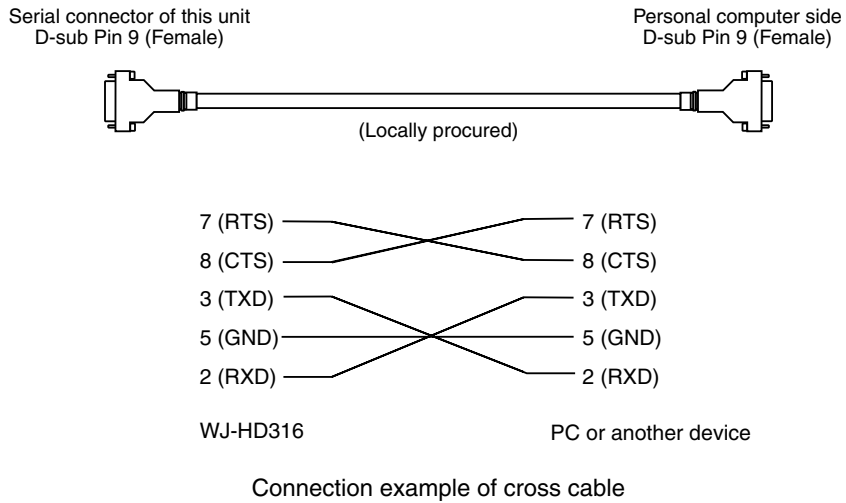 Serial connector of this unit
D-sub Pin 9 (Female)
Personal computer side
D-sub Pin 9 (Female)
(Locally procured)
7 (RTS) 7 (RTS)
8 (CTS) 8 (CTS)
3 (TXD) 3 (TXD)
5 (GND) 5 (GND)
2 (RXD) 2 (RXD)
WJ-HD316 PC or another device
Connection example of cross cable